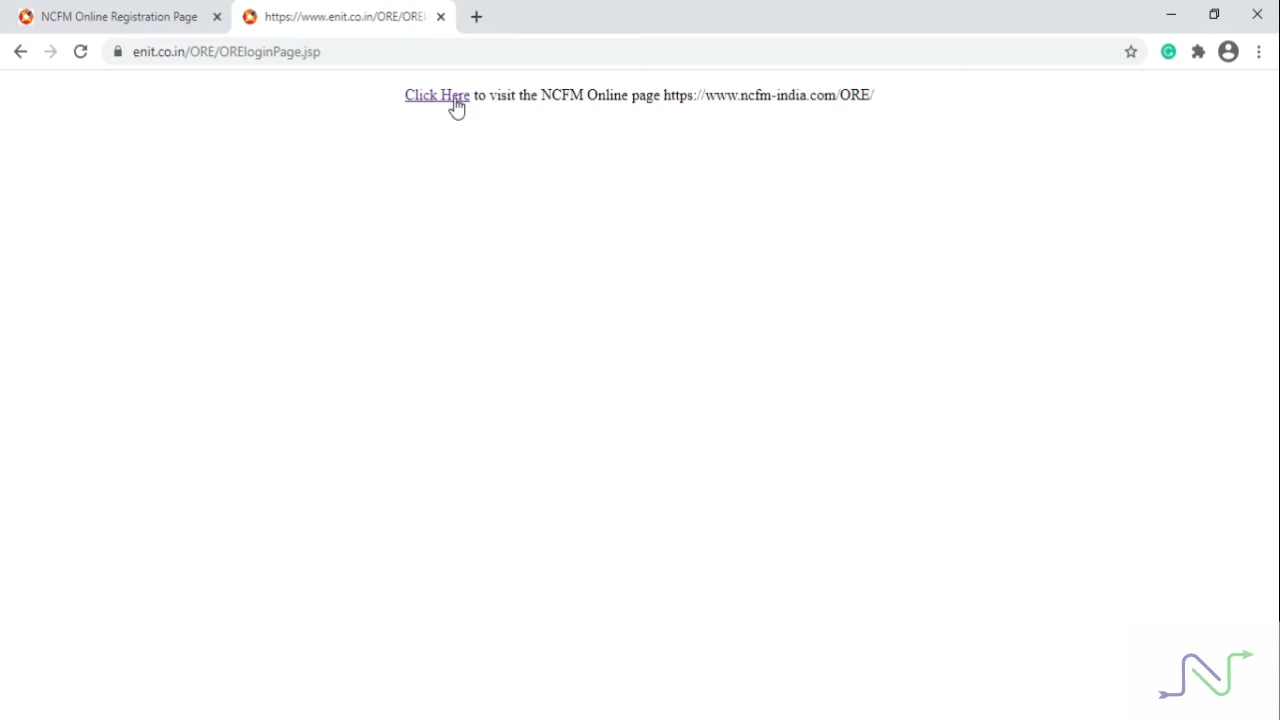 NCFM Online Registration Page
https://www.enit.co.in/ORE/OREl
enit.co.in/ORE/OREloginPage.jsp
Click Here to visit the NCFM Online page https://www.ncfm-india.com/ORE/